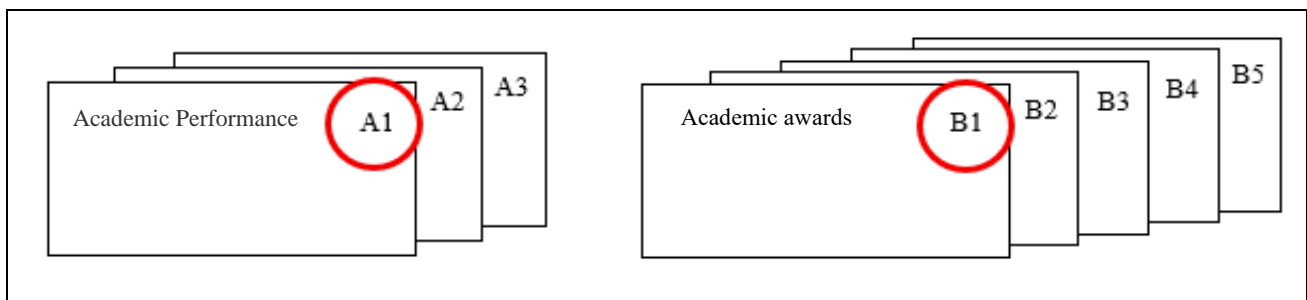 Academic Performance A1 A2 A3
Academic awards B1 B2 B3 B4 B5